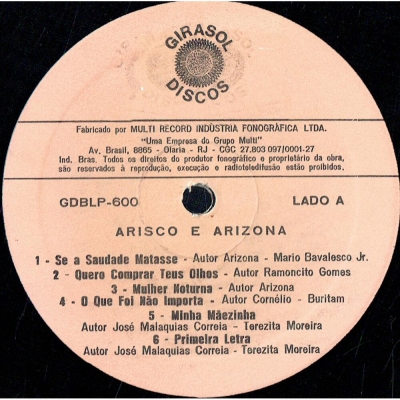 GIRASOL
DISCOS
Fabricado por MULTI RECORD INDÚSTRIA FONOGRÁFICA LTDA.
"Uma Empresa do Grupo Multi"
Av. Brasil, 8865 - Olaria - RJ - CGC 27.803 097/0001-27
Ind. Bras. Todos os direitos do produtor fonográfico e proprietário da obra,
são reservados à reprodução, execução e radioteledifusão estão proibidos.
GDBLP-600 LADO A
ARISCO E ARIZONA
1 - Se a Saudade Matasse - Autor Arizona - Mario Bavalesco Jr.
2 - Quero Comprar Teus Olhos - Autor Ramoncito Gomes
3 - Mulher Noturna - Autor Arizona
4 - O Que Foi Não Importa - Autor Cornélio - Buritam
5 - Minha Mãezinha
Autor José Malaquias Correia - Terezita Moreira
6 - Primeira Letra
Autor José Malaquias Correia - Terezita Moreira